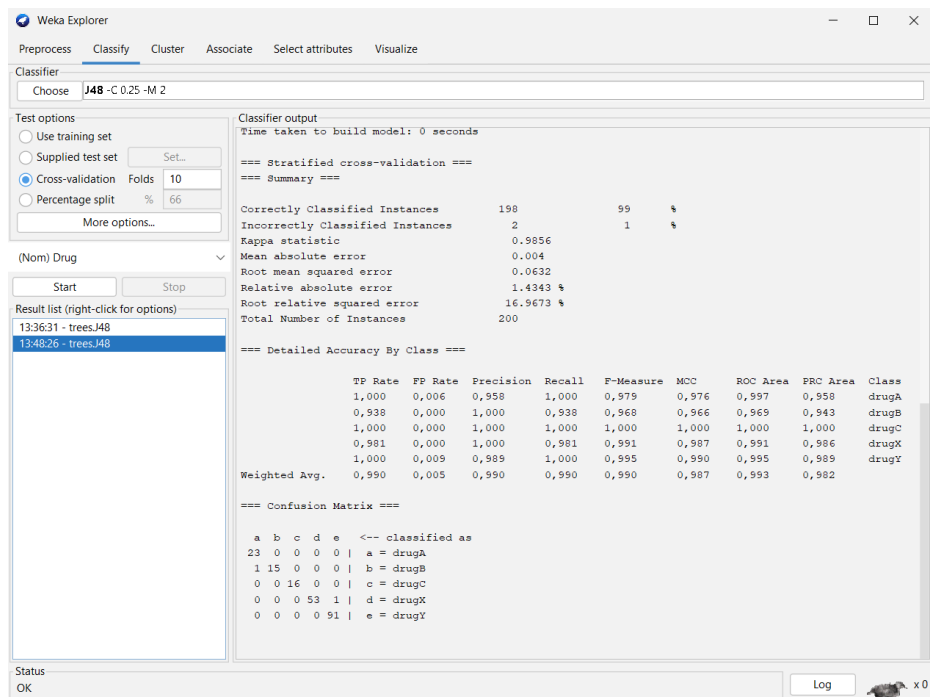 Weka Explorer
Preprocess Classify Cluster Associate Select attributes Visualize
Classifier
Choose J48 -C 0.25 -M 2
Test options
Use training set
Supplied test set Set...
Cross-validation Folds 10
Percentage split % 66
More options...
(Nom) Drug
Start Stop
Result list (right-click for options)
13:36:31 - trees.J48
13:48:26 - trees.J48
Classifier output
Time taken to build model: 0 seconds
=== Stratified cross-validation ===
=== Summary ===
Correctly Classified Instances 198 99 %
Incorrectly Classified Instances 2 1 %
Kappa statistic 0.9856
Mean absolute error 0.004
Root mean squared error 0.0632
Relative absolute error 1.4343 %
Root relative squared error 16.9673 %
Total Number of Instances 200
=== Detailed Accuracy By Class ===
TP Rate FP Rate Precision Recall F-Measure MCC ROC Area PRC Area Class
1,000 0,006 0,958 1,000 0,979 0,976 0,997 0,958 drugA
0,938 0,000 1,000 0,938 0,968 0,966 0,969 0,943 drugB
1,000 0,000 1,000 1,000 1,000 1,000 1,000 1,000 drugC
0,981 0,000 1,000 0,981 0,991 0,987 0,991 0,986 drugX
1,000 0,009 0,989 1,000 0,995 0,990 0,995 0,989 drugY
Weighted Avg. 0,990 0,005 0,990 0,990 0,990 0,987 0,993 0,982
=== Confusion Matrix ===
a b c d e <-- classified as
23 0 0 0 0 | a = drugA
1 15 0 0 0 | b = drugB
0 0 16 0 0 | c = drugC
0 0 0 53 1 | d = drugX
0 0 0 0 91 | e = drugY
Status
OK
Log x 0